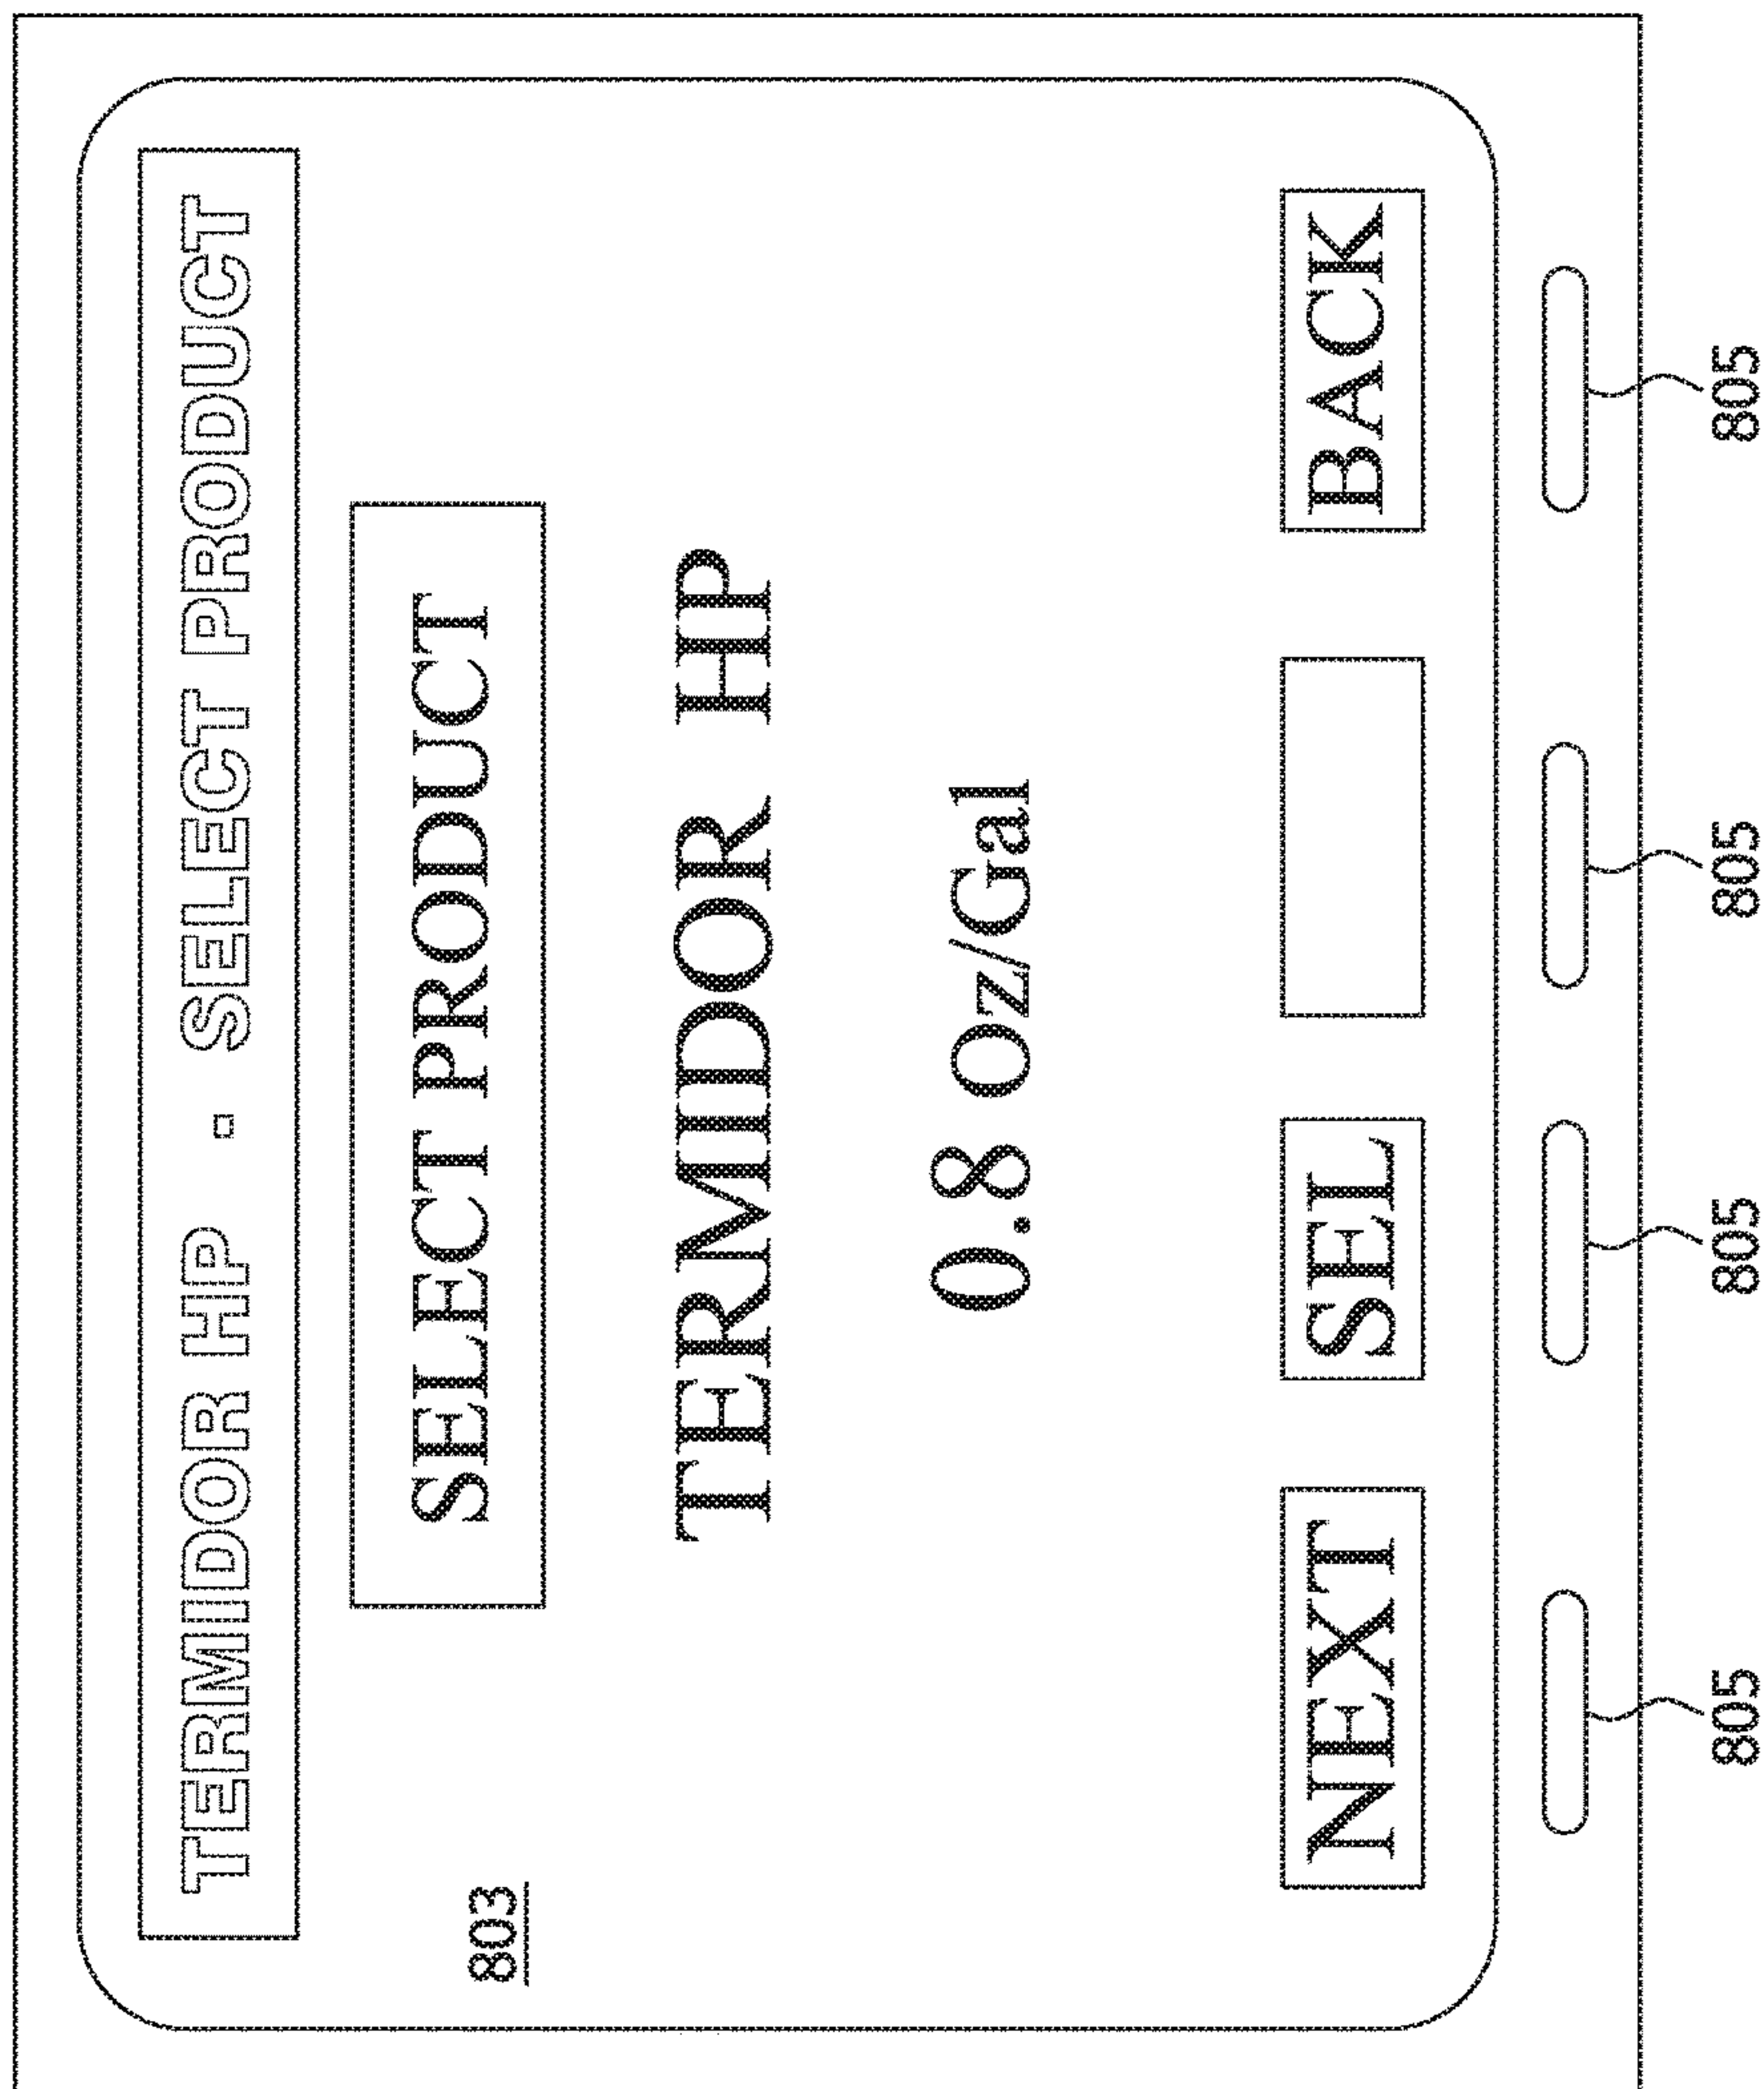 TERMIDOR HP - SELECT PRODUCT
SELECT PRODUCT
803
TERMIDOR HP
0.8 Oz/Gal
NEXT SEL BACK
805 805 805 805